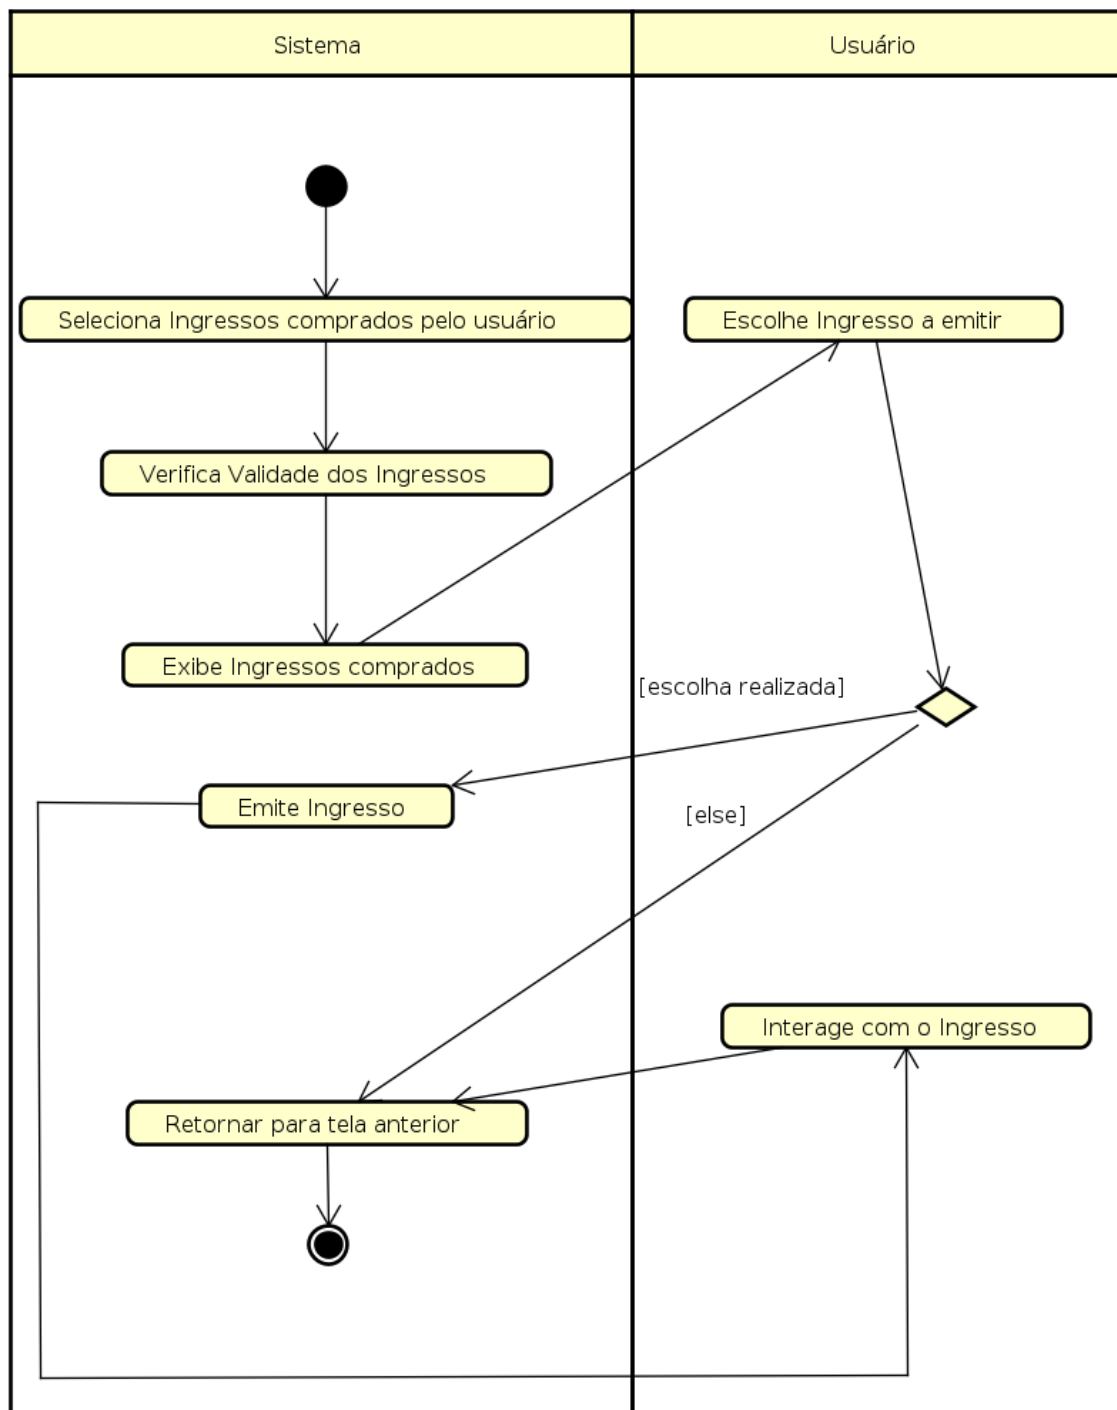 Sistema
Usuário
Seleciona Ingressos comprados pelo usuário
Escolhe Ingresso a emitir
Verifica Validade dos Ingressos
Exibe Ingressos comprados
[escolha realizada]
Emite Ingresso
[else]
Interage com o Ingresso
Retornar para tela anterior